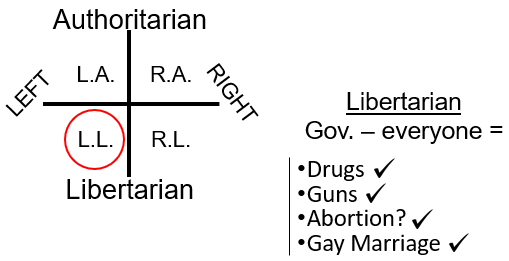 Authoritarian
L.A. R.A.
LEFT RIGHT
L.L. R.L.
Libertarian
Libertarian
Gov. – everyone =
•Drugs ✓
•Guns ✓
•Abortion? ✓
•Gay Marriage ✓